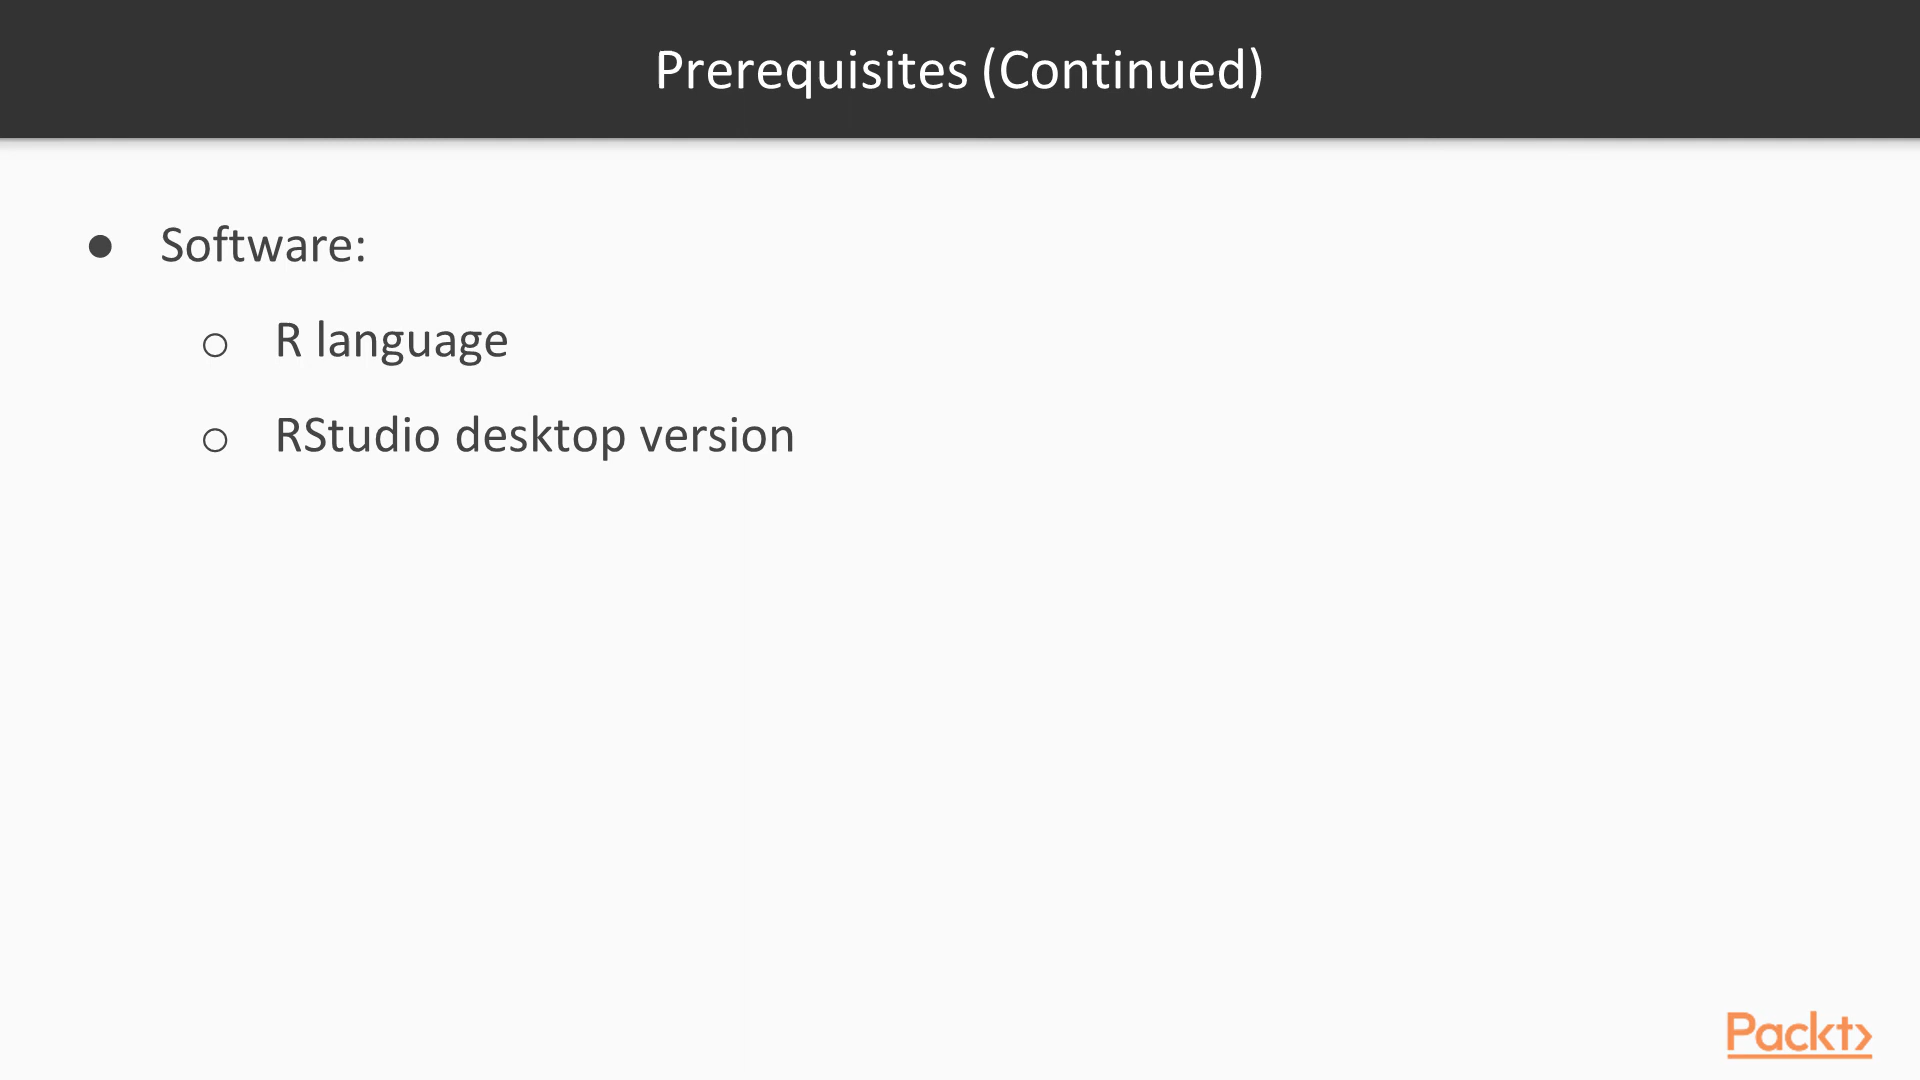 Prerequisites (Continued)
● Software:
○ R language
○ RStudio desktop version
Packt>